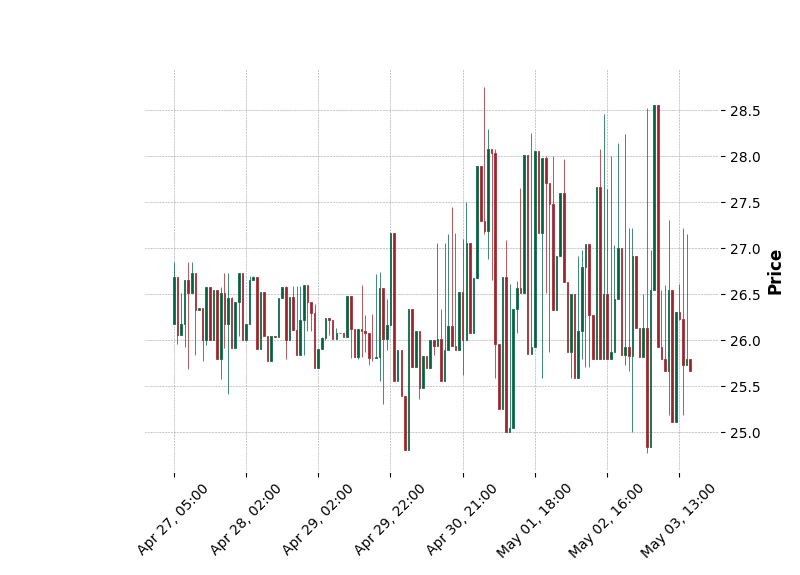 28.5
28.0
27.5
27.0
26.5
26.0
25.5
25.0
Price
Apr 27, 05:00
Apr 28, 02:00
Apr 29, 02:00
Apr 29, 22:00
Apr 30, 21:00
May 01, 18:00
May 02, 16:00
May 03, 13:00